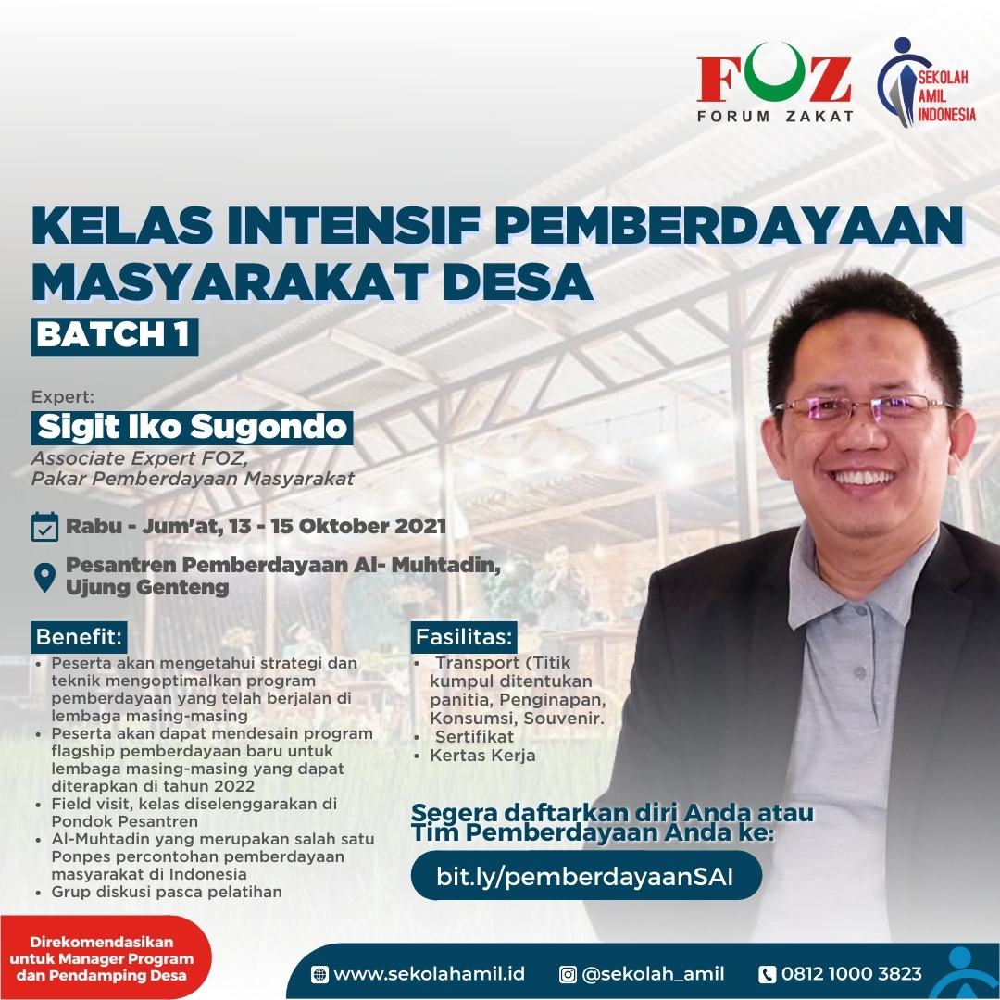 FOZ
FORUM ZAKAT
SEKOLAH
AMIL
INDONESIA
KELAS INTENSIF PEMBERDAYAAN
MASYARAKAT DESA
BATCH 1
Expert:
Sigit Iko Sugondo
Associate Expert FOZ,
Pakar Pemberdayaan Masyarakat
Rabu - Jum'at, 13 - 15 Oktober 2021
Pesantren Pemberdayaan Al- Muhtadin,
Ujung Genteng
Benefit:
• Peserta akan mengetahui strategi dan
teknik mengoptimalkan program
pemberdayaan yang telah berjalan di
lembaga masing-masing
• Peserta akan dapat mendesain program
flagship pemberdayaan baru untuk
lembaga masing-masing yang dapat
diterapkan di tahun 2022
• Field visit, kelas diselenggarakan di
Pondok Pesantren
• Al-Muhtadin yang merupakan salah satu
Ponpes percontohan pemberdayaan
masyarakat di Indonesia
• Grup diskusi pasca pelatihan
Fasilitas:
• Transport (Titik
kumpul ditentukan
panitia, Penginapan,
Konsumsi, Souvenir.
• Sertifikat
• Kertas Kerja
Segera daftarkan diri Anda atau
Tim Pemberdayaan Anda ke:
bit.ly/pemberdayaanSAI
Direkomendasikan
untuk Manager Program
dan Pendamping Desa
www.sekolahamil.id @sekolah_amil 0812 1000 3823